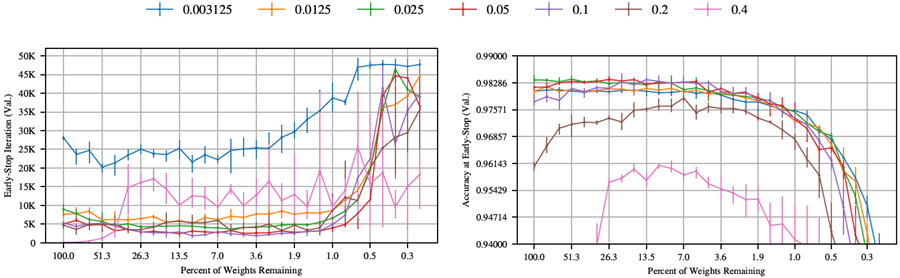 0.003125 0.0125 0.025 0.05 0.1 0.2 0.4
Early-Stop Iteration (Val.)
50K
45K
40K
35K
30K
25K
20K
15K
10K
5K
0
100.0 51.3 26.3 13.5 7.0 3.6 1.9 1.0 0.5 0.3
Percent of Weights Remaining
Accuracy at Early-Stop (Val.)
0.99000
0.98286
0.97571
0.96857
0.96143
0.95429
0.94714
0.94000
100.0 51.3 26.3 13.5 7.0 3.6 1.9 1.0 0.5 0.3
Percent of Weights Remaining